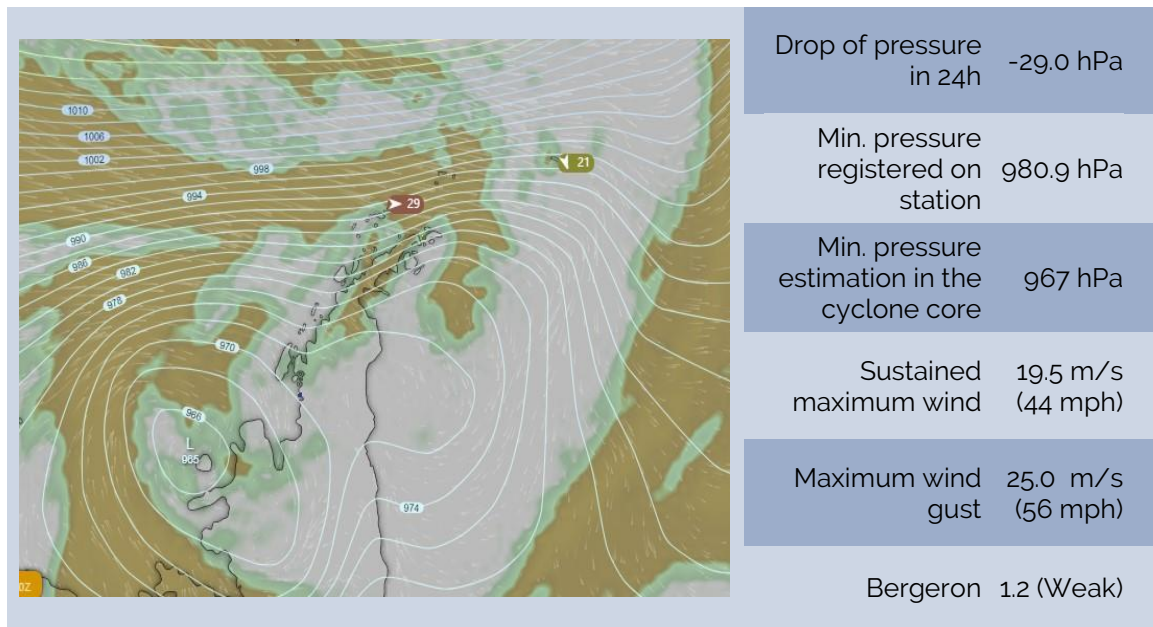 1010
1006
1002
998
994
990
986
982
978
970
966
L
965
974
21
29
0Z
Drop of pressure
in 24h
-29.0 hPa
Min. pressure
registered on
station
980.9 hPa
Min. pressure
estimation in the
cyclone core
967 hPa
Sustained
maximum wind
19.5 m/s
(44 mph)
Maximum wind
gust
25.0 m/s
(56 mph)
Bergeron
1.2 (Weak)